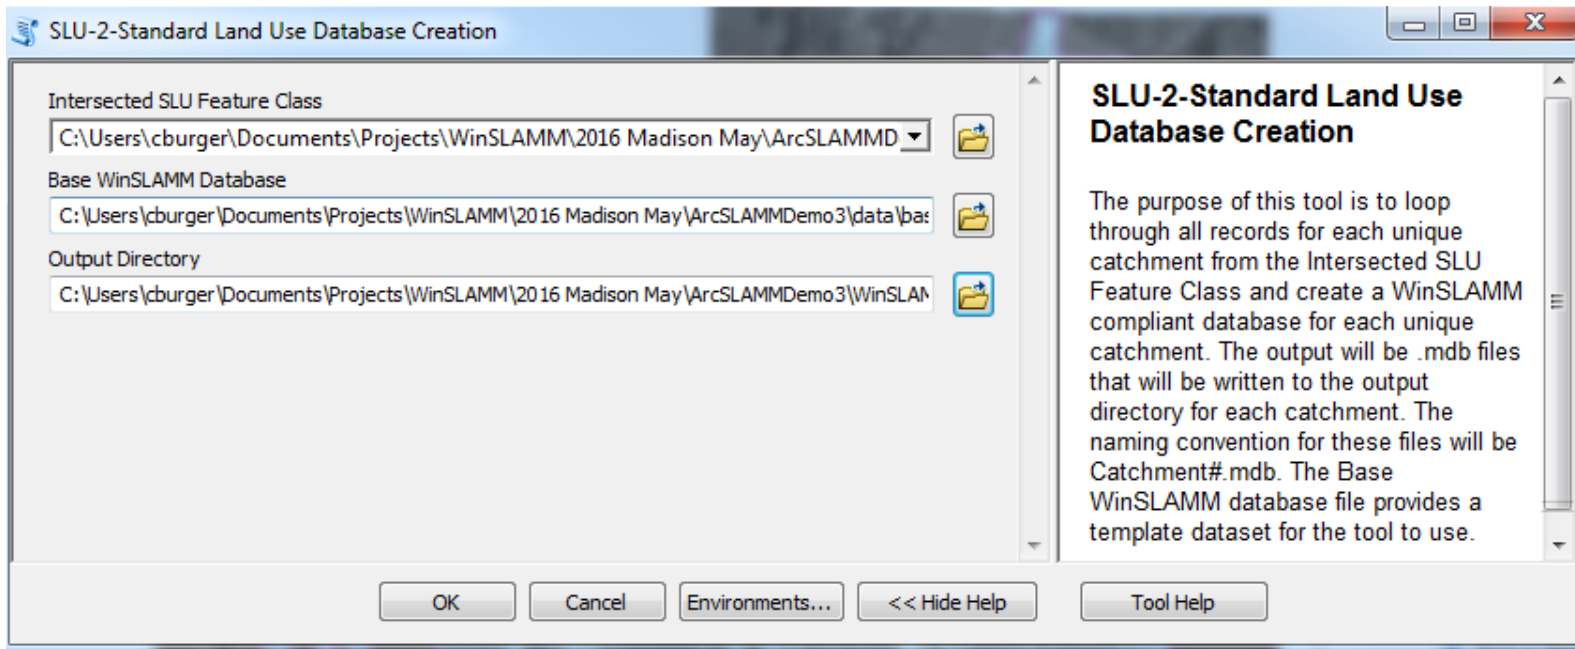 SLU-2-Standard Land Use Database Creation
Intersected SLU Feature Class
C:\Users\cburger\Documents\Projects\WinSLAMM\2016 Madison May\ArcSLAMMD
Base WinSLAMM Database
C:\Users\cburger\Documents\Projects\WinSLAMM\2016 Madison May\ArcSLAMMDemo3\data\bas
Output Directory
C:\Users\cburger\Documents\Projects\WinSLAMM\2016 Madison May\ArcSLAMMDemo3\WinSLAM
SLU-2-Standard Land Use
Database Creation
The purpose of this tool is to loop
through all records for each unique
catchment from the Intersected SLU
Feature Class and create a WinSLAMM
compliant database for each unique
catchment. The output will be .mdb files
that will be written to the output
directory for each catchment. The
naming convention for these files will be
Catchment#.mdb. The Base
WinSLAMM database file provides a
template dataset for the tool to use.
OK
Cancel
Environments...
<< Hide Help
Tool Help